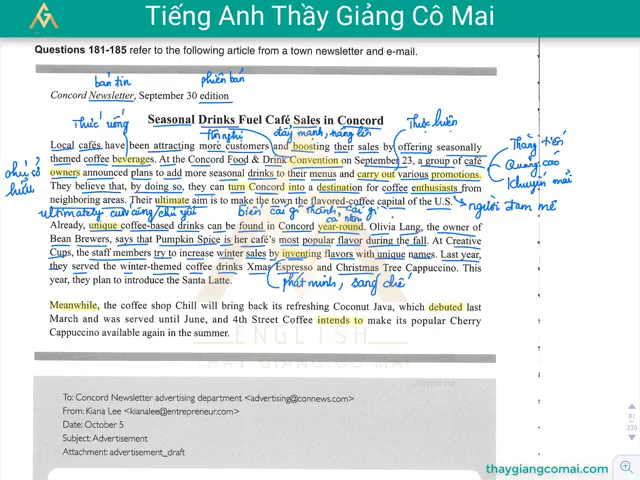 Tiếng Anh Thầy Giảng Cô Mai
Questions 181-185 refer to the following article from a town newsletter and e-mail.
bản tin
phiên bản
Concord Newsletter, September 30 edition
Seasonal Drinks Fuel Café Sales in Concord
Thức uống
hội nghị
đẩy mạnh, nâng lên
Thực hiện
Local cafés have been attracting more customers and boosting their sales by offering seasonally
themed coffee beverages. At the Concord Food & Drink Convention on September 23, a group of café
owners announced plans to add more seasonal drinks to their menus and carry out various promotions.
They believe that, by doing so, they can turn Concord into a destination for coffee enthusiasts from
neighboring areas. Their ultimate aim is to make the town the flavored-coffee capital of the U.S.
chủ sở
hữu
Thăng tiến
Quảng cáo
Khuyến mãi
người đam mê
ultimately cuối cùng/chủ yếu
biến cái gì thành cái gì
cả năm
Already, unique coffee-based drinks can be found in Concord year-round. Olivia Lang, the owner of
Bean Brewers, says that Pumpkin Spice is her café's most popular flavor during the fall. At Creative
Cups, the staff members try to increase winter sales by inventing flavors with unique names. Last year,
they served the winter-themed coffee drinks Xmas Espresso and Christmas Tree Cappuccino. This
year, they plan to introduce the Santa Latte.
phát minh, sáng chế
Meanwhile, the coffee shop Chill will bring back its refreshing Coconut Java, which debuted last
March and was served until June, and 4th Street Coffee intends to make its popular Cherry
Cappuccino available again in the summer.
ENGLISH
THAY GIANG.CO MAI
To: Concord Newsletter advertising department <advertising@connews.com>
From: Kiana Lee <kianalee@entrepreneur.com>
Date: October 5
Subject: Advertisement
Attachment: advertisement_draft
81
220
thaygiangcomai.com